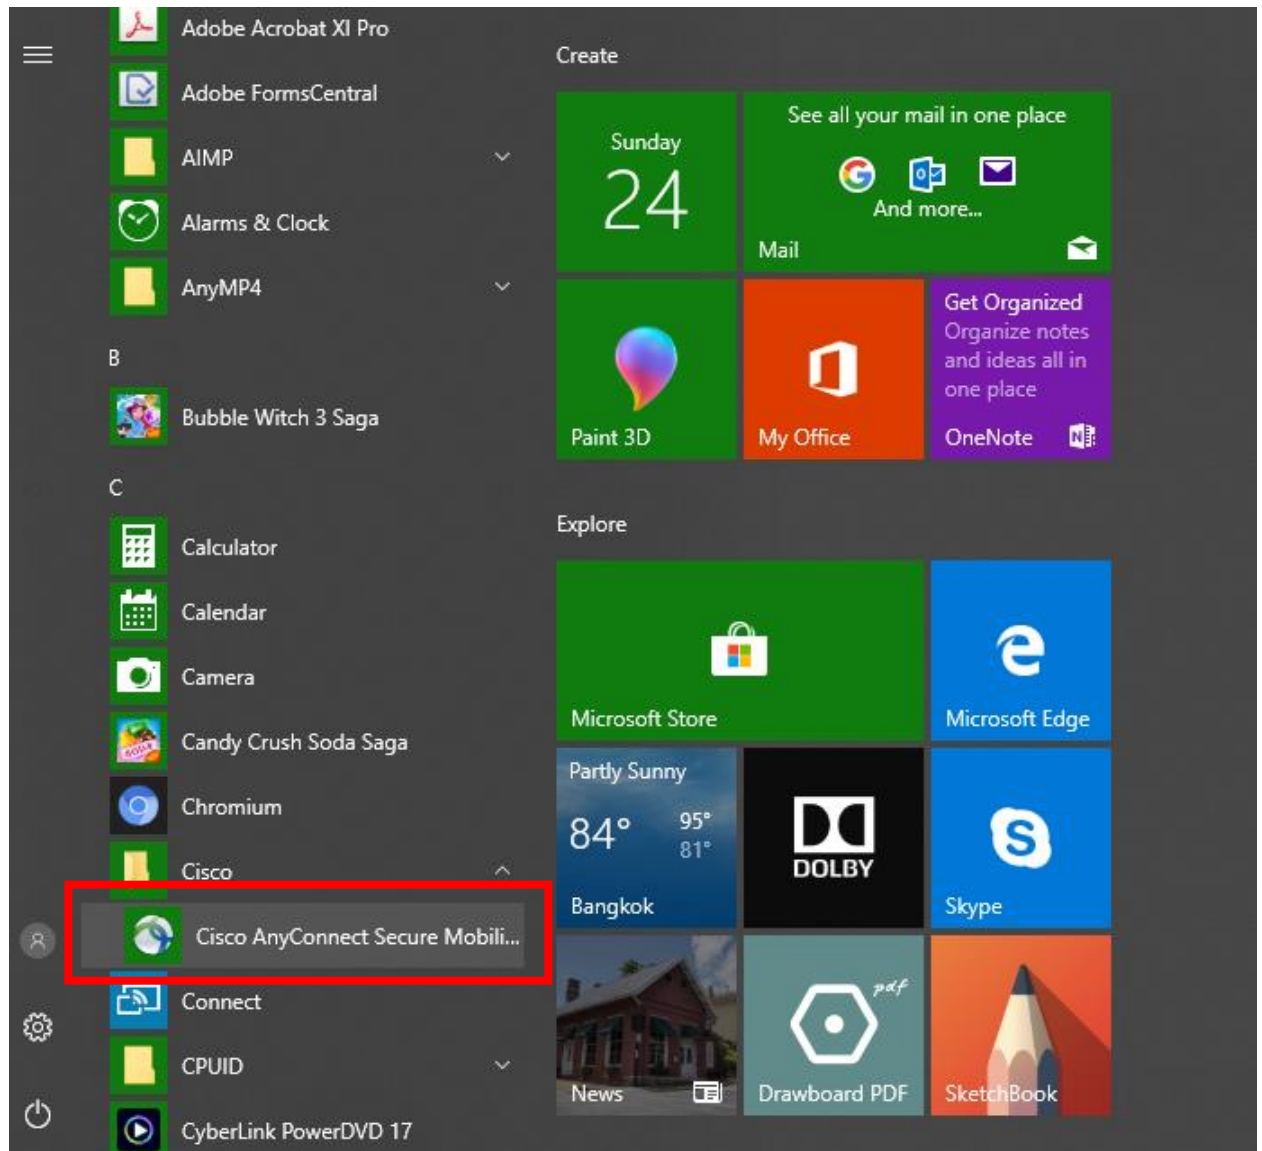 Adobe Acrobat XI Pro
Adobe FormsCentral
AIMP
Alarms & Clock
AnyMP4
B
Bubble Witch 3 Saga
C
Calculator
Calendar
Camera
Candy Crush Soda Saga
Chromium
Cisco
Cisco AnyConnect Secure Mobili...
Connect
CPUID
CyberLink PowerDVD 17
Create
Sunday
24
See all your mail in one place
And more...
Mail
Paint 3D
My Office
Get Organized
Organize notes
and ideas all in
one place
OneNote
Explore
Microsoft Store
Microsoft Edge
Partly Sunny
84°
95°
81°
Bangkok
DOLBY
Skype
News
pdf
Drawboard PDF
SketchBook